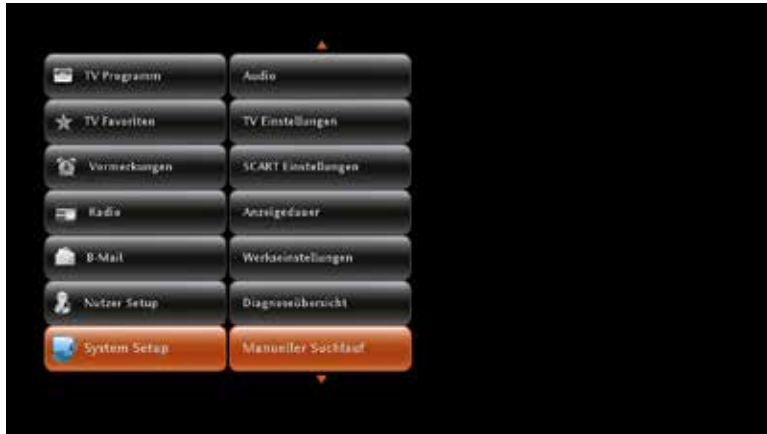 TV Programm
Audio
TV Favoriten
TV Einstellungen
Vormerkungen
SCART Einstellungen
Radio
Anzeigedauer
B-Mail
Werkseinstellungen
Nutzer Setup
Diagnoseübersicht
System Setup
Manueller Suchlauf